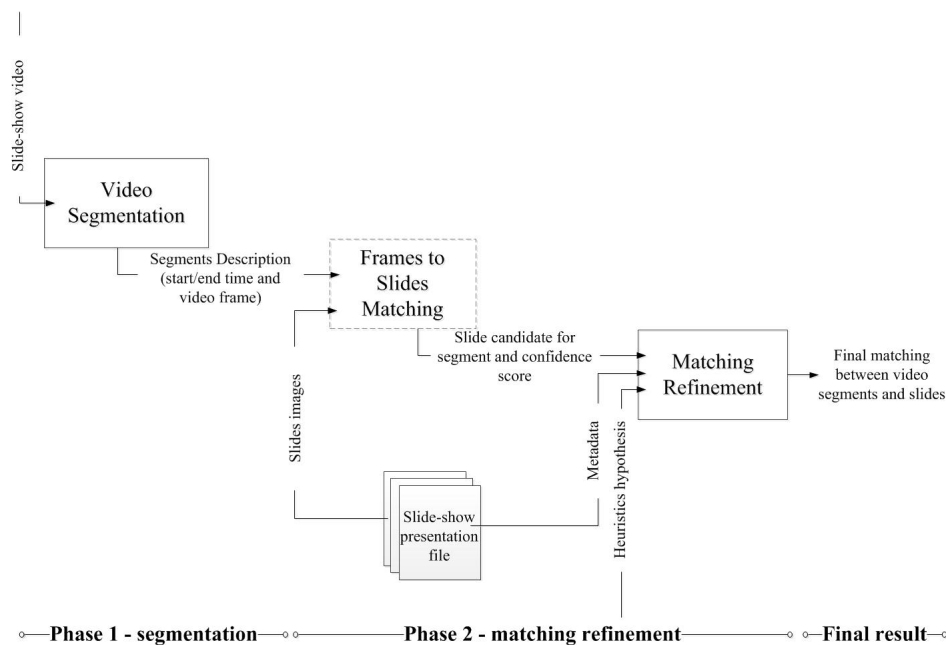 Slide-show video
Video
Segmentation
Segments Description
(start/end time and
video frame)
Frames to
Slides
Matching
Slide candidate for
segment and confidence
score
Matching
Refinement
Final matching
between video
segments and slides
Slides images
Metadata
Heuristics hypothesis
Slide-show
presentation
file
Phase 1 - segmentation
Phase 2 - matching refinement
Final result